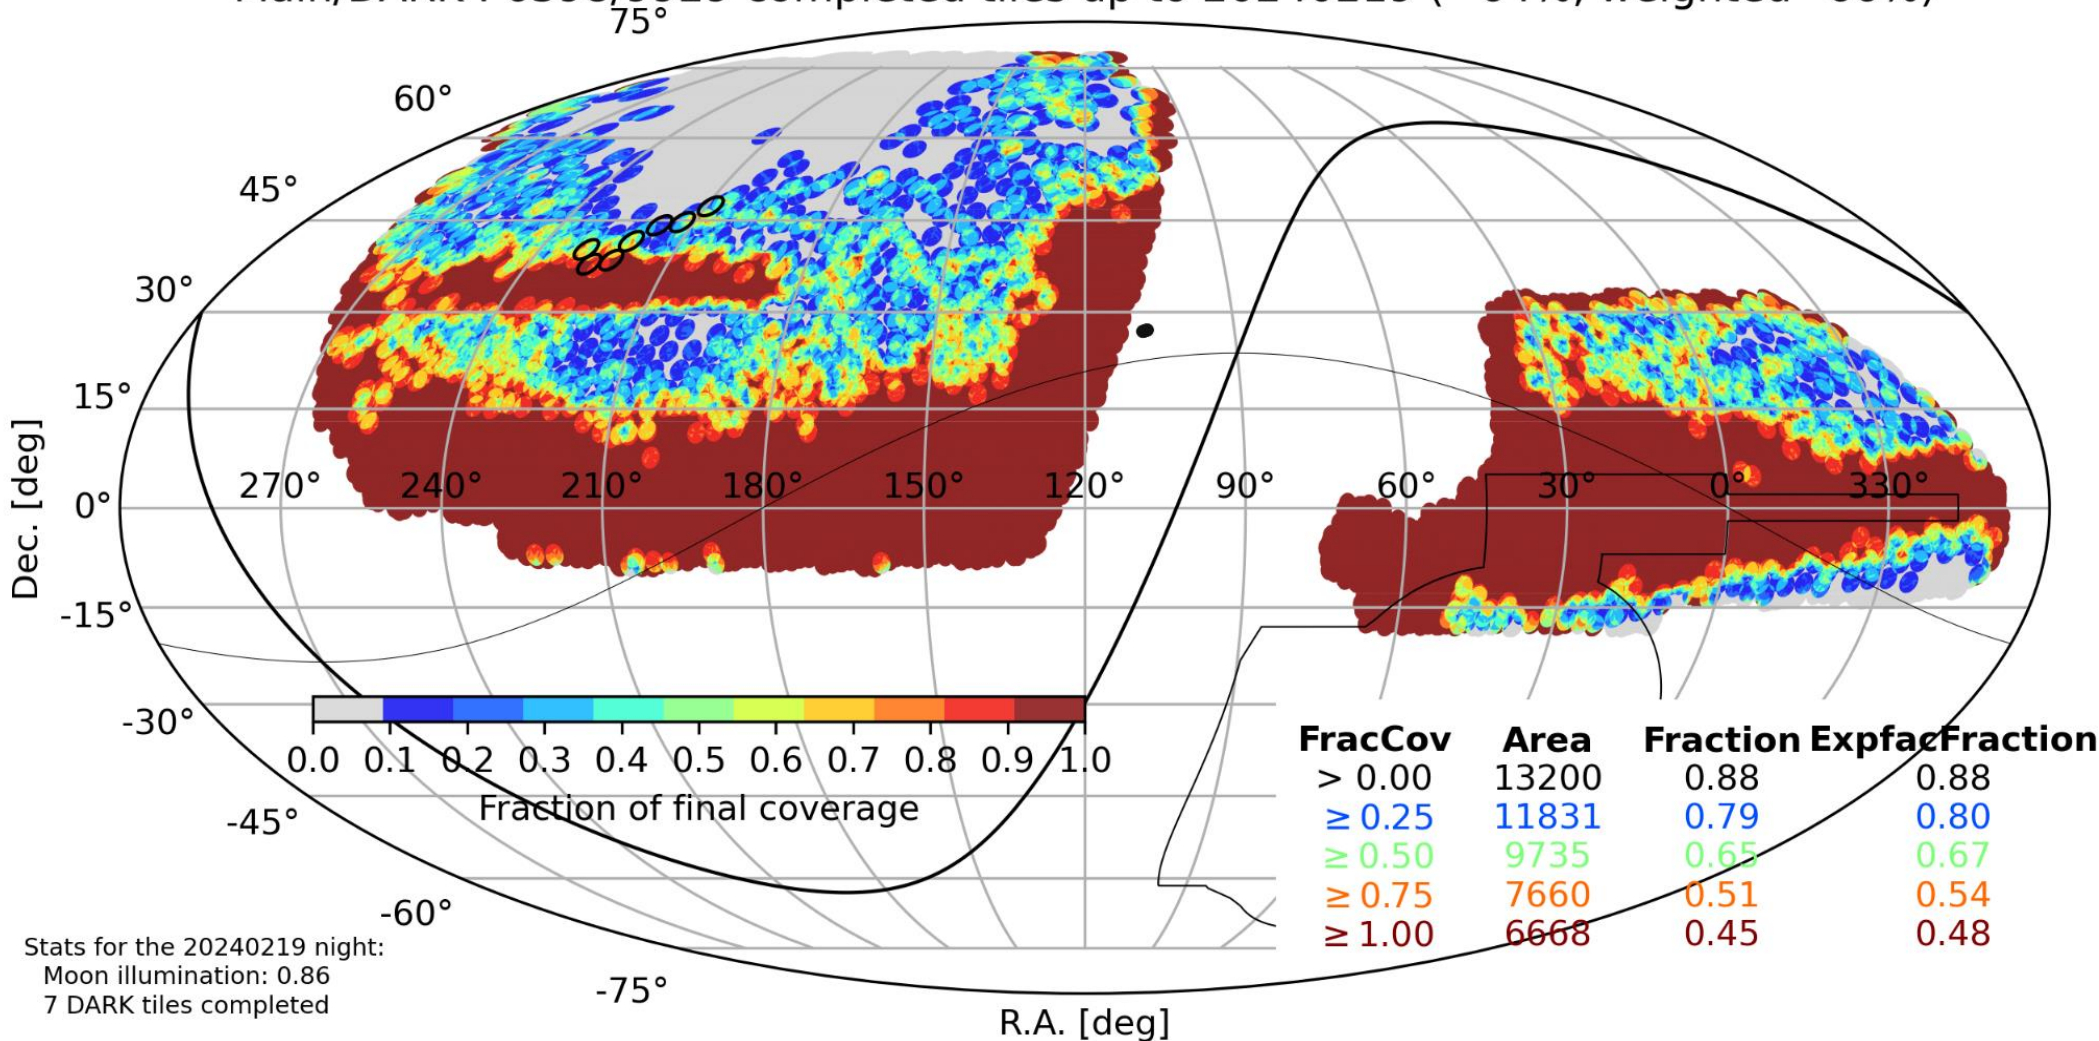 75°
60°
45°
30°
15°
0°
-15°
-30°
-45°
-60°
-75°
Dec. [deg]
270° 240° 210° 180° 150° 120° 90° 60° 30° 0° 330°
0.0 0.1 0.2 0.3 0.4 0.5 0.6 0.7 0.8 0.9 1.0
Fraction of final coverage
FracCov Area Fraction ExpfacFraction
> 0.00 13200 0.88 0.88
≥ 0.25 11831 0.79 0.80
≥ 0.50 9735 0.65 0.67
≥ 0.75 7660 0.51 0.54
≥ 1.00 6668 0.45 0.48
Stats for the 20240219 night:
Moon illumination: 0.86
7 DARK tiles completed
R.A. [deg]